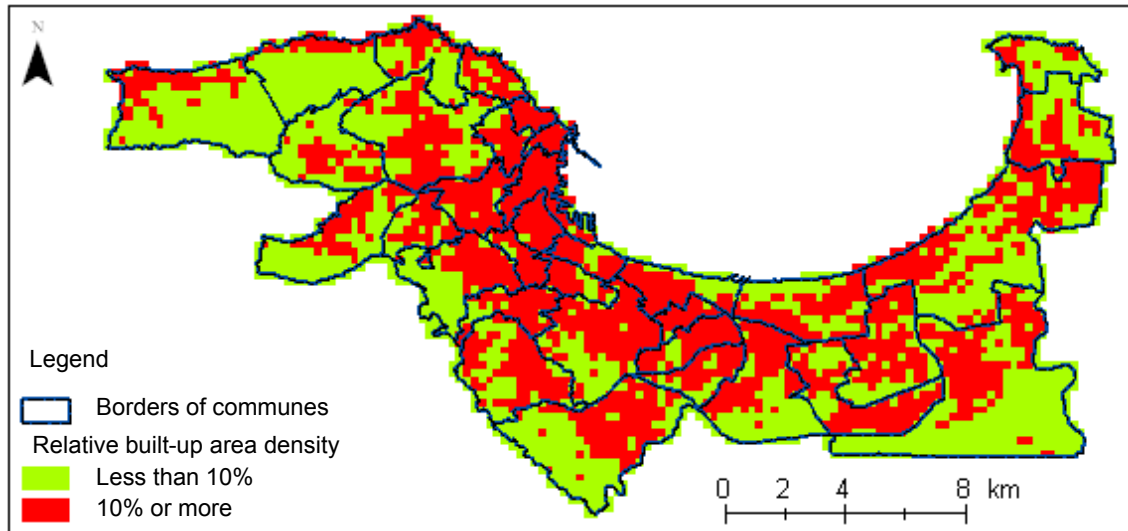 N
Legend
Borders of communes
Relative built-up area density
Less than 10%
10% or more
0 2 4 8 km